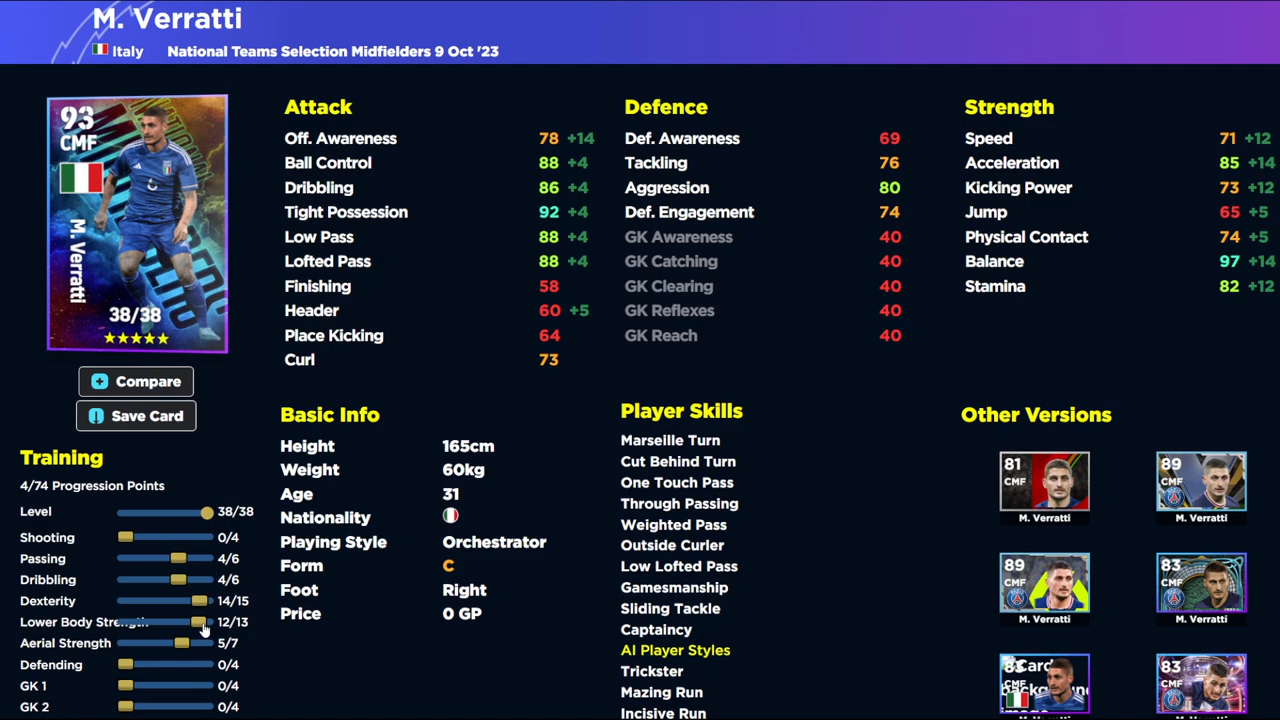 M. Verratti
Italy National Teams Selection Midfielders 9 Oct '23
93
CMF
M. Verratti
38/38
Compare
Save Card
Training
4/74 Progression Points
Level 38/38
Shooting 0/4
Passing 4/6
Dribbling 4/6
Dexterity 14/15
Lower Body Strength 12/13
Aerial Strength 5/7
Defending 0/4
GK 1 0/4
GK 2 0/4
Attack
Off. Awareness 78 +14
Ball Control 88 +4
Dribbling 86 +4
Tight Possession 92 +4
Low Pass 88 +4
Lofted Pass 88 +4
Finishing 58
Header 60 +5
Place Kicking 64
Curl 73
Defence
Def. Awareness 69
Tackling 76
Aggression 80
Def. Engagement 74
GK Awareness 40
GK Catching 40
GK Clearing 40
GK Reflexes 40
GK Reach 40
Strength
Speed 71 +12
Acceleration 85 +14
Kicking Power 73 +12
Jump 65 +5
Physical Contact 74 +5
Balance 97 +14
Stamina 82 +12
Basic Info
Height 165cm
Weight 60kg
Age 31
Nationality
Playing Style Orchestrator
Form C
Foot Right
Price 0 GP
Player Skills
Marseille Turn
Cut Behind Turn
One Touch Pass
Through Passing
Weighted Pass
Outside Curler
Low Lofted Pass
Gamesmanship
Sliding Tackle
Captaincy
AI Player Styles
Trickster
Mazing Run
Incisive Run
Other Versions
81
CMF
M. Verratti
89
CMF
M. Verratti
89
CMF
M. Verratti
83
CMF
M. Verratti
83
CMF
Card
background
image
M. Verratti
83
CMF
M. Verratti